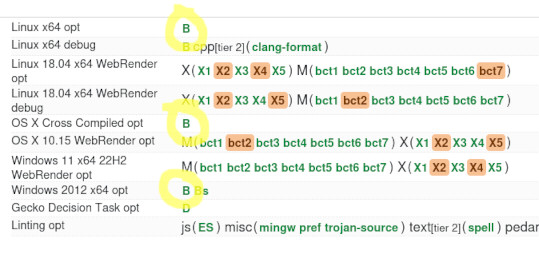 Linux x64 opt B
Linux x64 debug B cpp[tier 2](clang-format)
Linux 18.04 x64 WebRender opt X(X1 X2 X3 X4 X5) M(bct1 bct2 bct3 bct4 bct5 bct6 bct7)
Linux 18.04 x64 WebRender debug X(X1 X2 X3 X4 X5) M(bct1 bct2 bct3 bct4 bct5 bct6 bct7)
OS X Cross Compiled opt B
OS X 10.15 WebRender opt M(bct1 bct2 bct3 bct4 bct5 bct6 bct7) X(X1 X2 X3 X4 X5)
Windows 11 x64 22H2 WebRender opt M(bct1 bct2 bct3 bct4 bct5 bct6 bct7) X(X1 X2 X3 X4 X5)
Windows 2012 x64 opt B Bs
Gecko Decision Task opt D
Linting opt js(ES) misc(mingw pref trojan-source) text[tier 2](spell) pedan